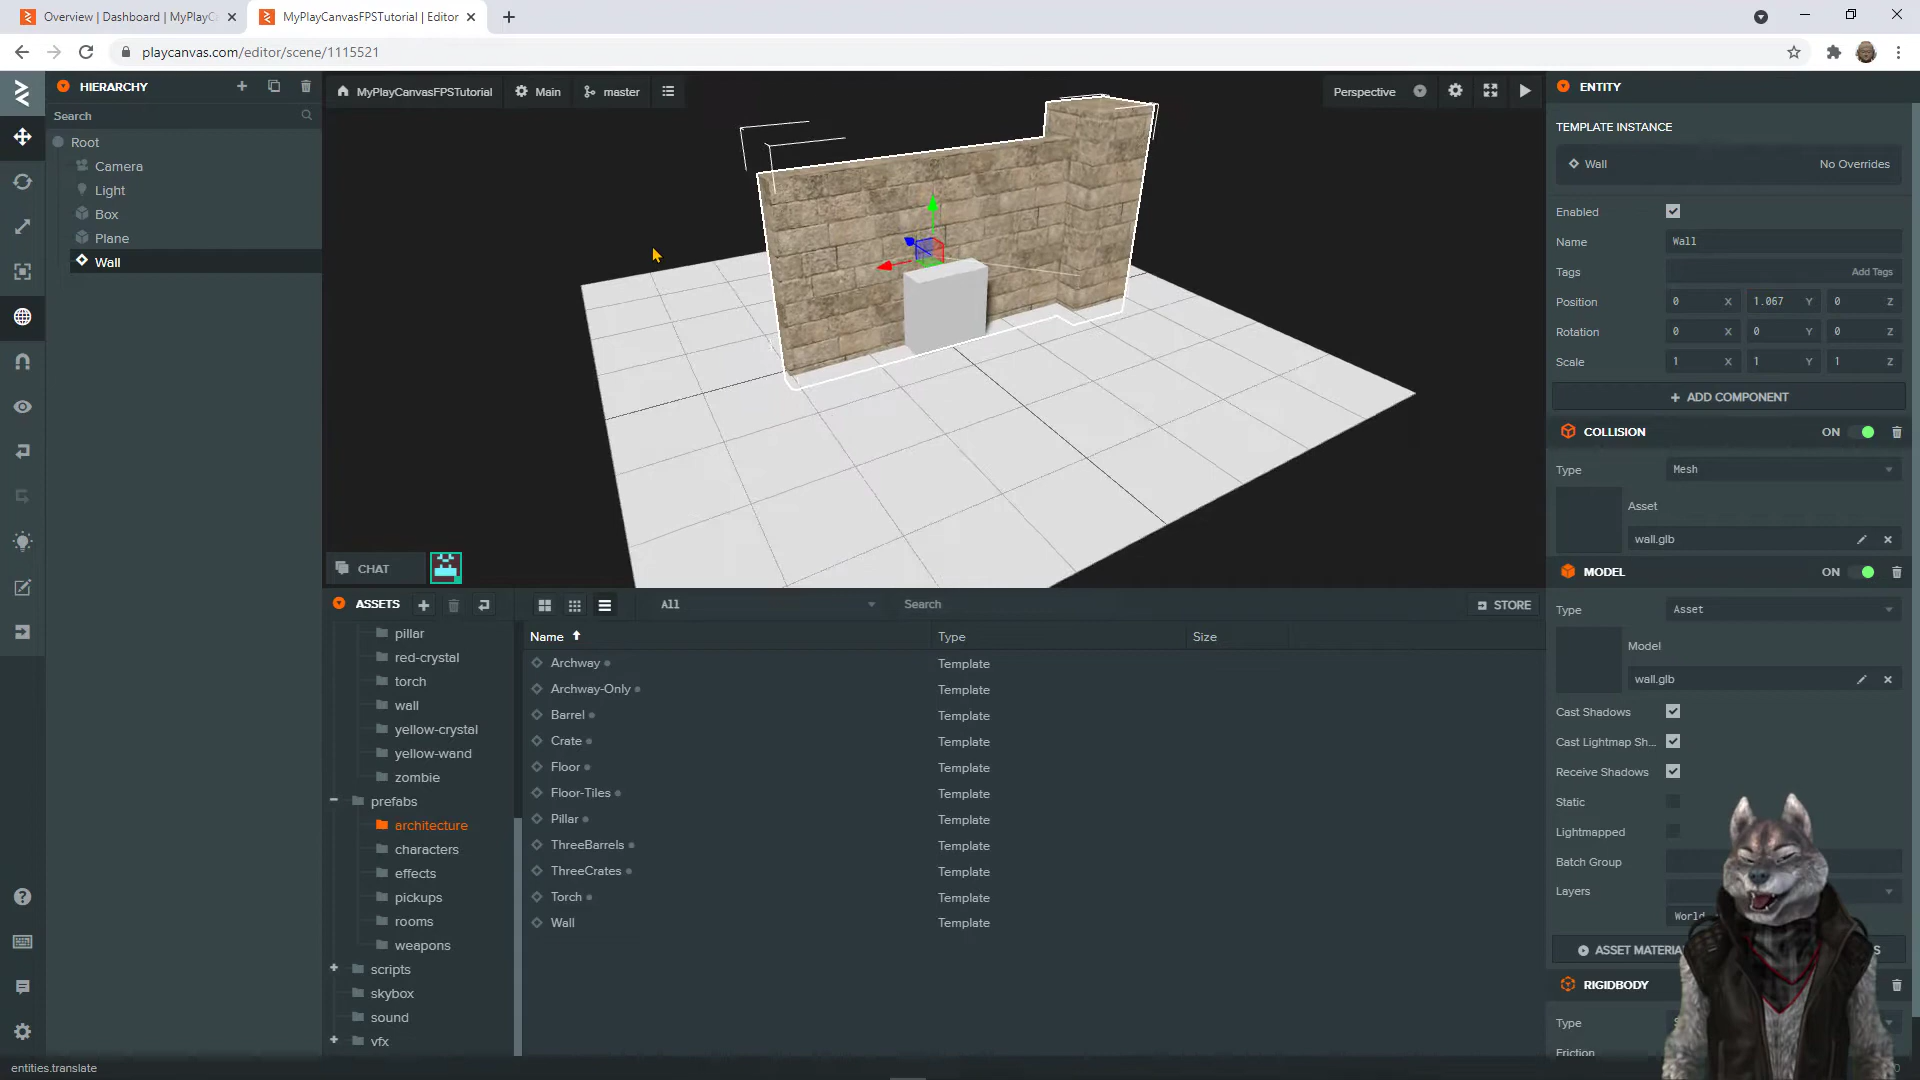 Overview | Dashboard | MyPlayC
MyPlayCanvasFPSTutorial | Editor
playcanvas.com/editor/scene/1115521
HIERARCHY
Search
Root
Camera
Light
Box
Plane
Wall
MyPlayCanvasFPSTutorial
Main
master
Perspective
CHAT
ENTITY
TEMPLATE INSTANCE
Wall No Overrides
Enabled
Name Wall
Tags Add Tags
Position 0 X 1.067 Y 0 Z
Rotation 0 X 0 Y 0 Z
Scale 1 X 1 Y 1 Z
+ ADD COMPONENT
COLLISION ON
Type Mesh
Asset
wall.glb
MODEL ON
Type Asset
Model
wall.glb
Cast Shadows
Cast Lightmap Sh...
Receive Shadows
Static
Lightmapped
Batch Group
Layers
World
ASSET MATERIA S
RIGIDBODY
Type
Friction
ASSETS
All
Search
STORE
pillar
red-crystal
torch
wall
yellow-crystal
yellow-wand
zombie
prefabs
architecture
characters
effects
pickups
rooms
weapons
scripts
skybox
sound
vfx
Name Type Size
Archway Template
Archway-Only Template
Barrel Template
Crate Template
Floor Template
Floor-Tiles Template
Pillar Template
ThreeBarrels Template
ThreeCrates Template
Torch Template
Wall Template
entities.translate